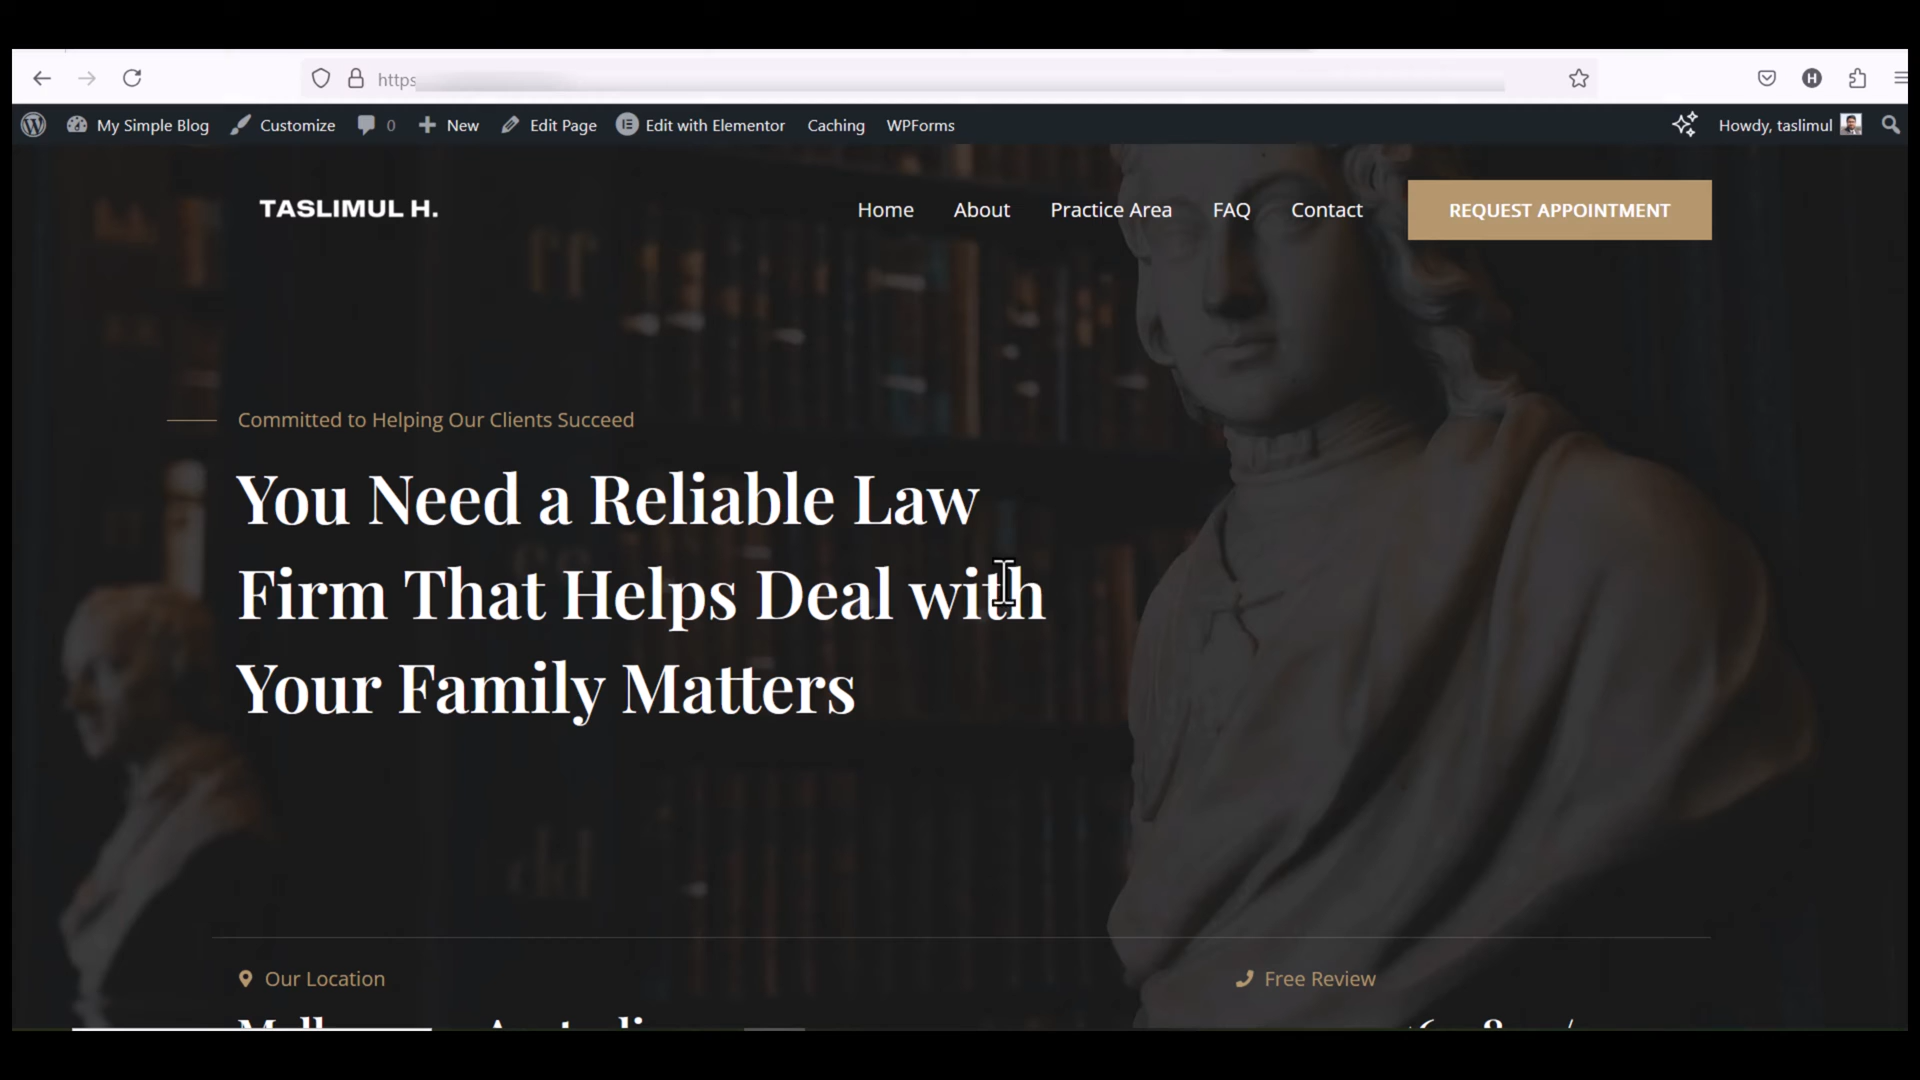 https
My Simple Blog Customize 0 New Edit Page Edit with Elementor Caching WPForms Howdy, taslimul
TASLIMUL H. Home About Practice Area FAQ Contact REQUEST APPOINTMENT
Committed to Helping Our Clients Succeed
You Need a Reliable Law
Firm That Helps Deal with
Your Family Matters
Our Location Free Review